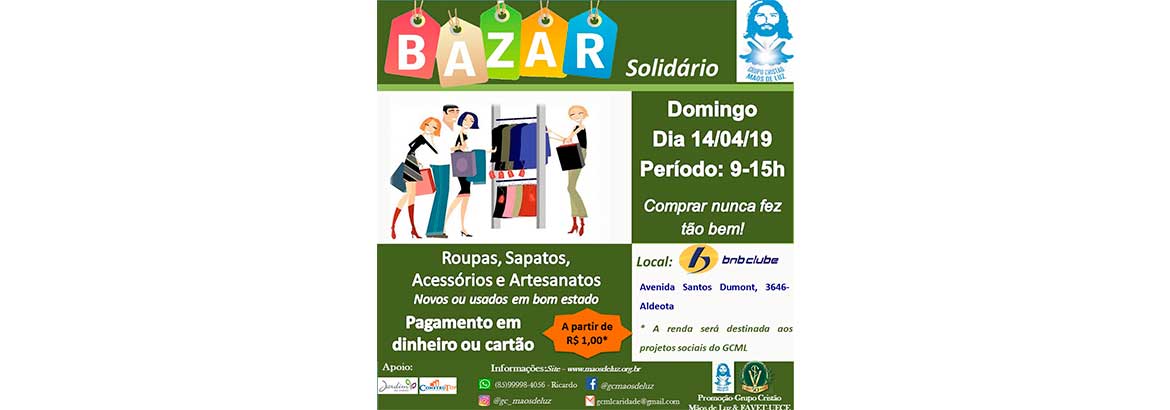 BAZAR
Solidário
GRUPO CRISTÃO
MÃOS DE LUZ
Domingo
Dia 14/04/19
Período: 9-15h
Comprar nunca fez
tão bem!
Roupas, Sapatos,
Acessórios e Artesanatos
Novos ou usados em bom estado
Pagamento em
dinheiro ou cartão
A partir de
R$ 1,00*
Local: bnbclube
Avenida Santos Dumont, 3646-
Aldeota
* A renda será destinada aos
projetos sociais do GCML
Apoio:
Jardim
CONSTRUTOP
Informações:Site – www.maosdeluz.org.br
(85)99998-4056 - Ricardo
@gcmaosdeluz
@gc_maosdeluz
gcmlcaridade@gmail.com
Promoção-Grupo Cristão
Mãos de Luz & FAVET-UECE